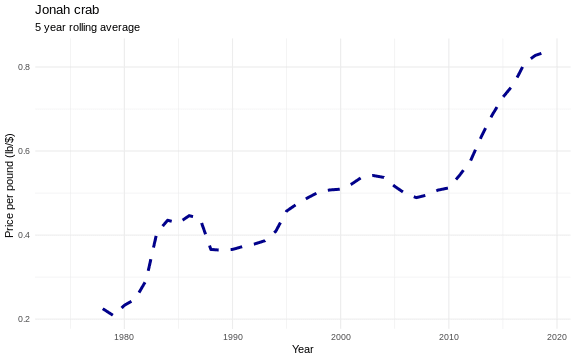 Jonah crab
5 year rolling average
Price per pound (lb/$)
0.8
0.6
0.4
0.2
1980 1990 2000 2010 2020
Year